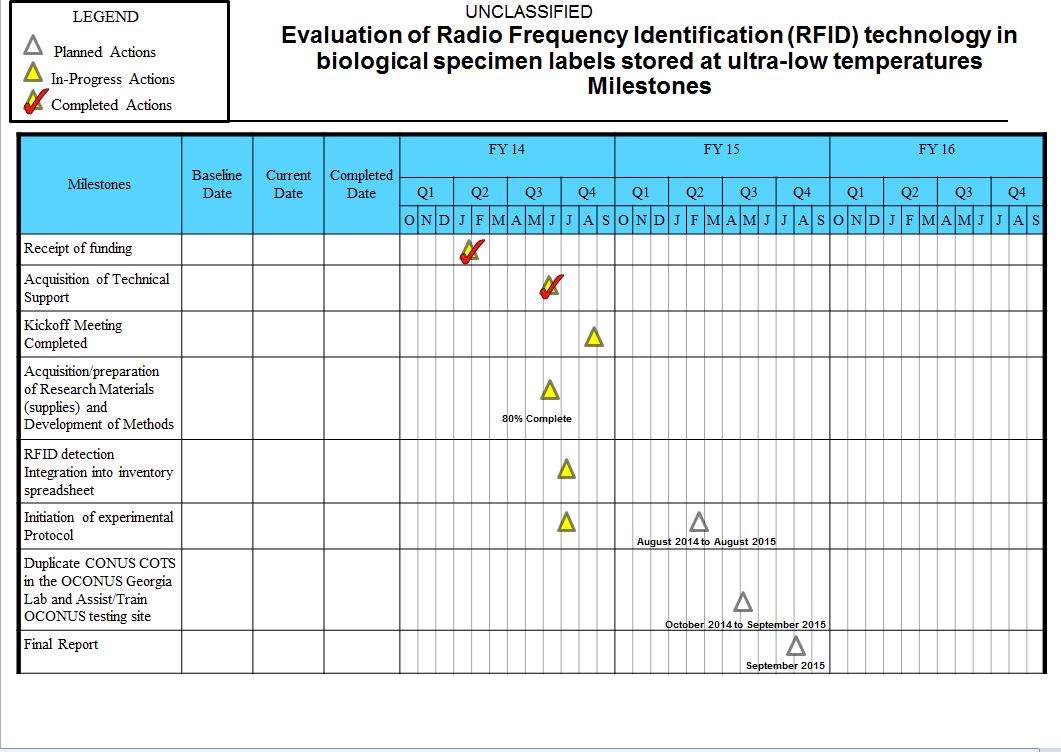 LEGEND
Planned Actions
In-Progress Actions
Completed Actions
UNCLASSIFIED
Evaluation of Radio Frequency Identification (RFID) technology in
biological specimen labels stored at ultra-low temperatures
Milestones
Milestones
Baseline
Date
Current
Date
Completed
Date
FY 14
FY 15
FY 16
Q1 Q2 Q3 Q4 Q1 Q2 Q3 Q4 Q1 Q2 Q3 Q4
O N D J F M A M J J A S O N D J F M A M J J A S O N D J F M A M J J A S
Receipt of funding
Acquisition of Technical
Support
Kickoff Meeting
Completed
Acquisition/preparation
of Research Materials
(supplies) and
Development of Methods
80% Complete
RFID detection
Integration into inventory
spreadsheet
Initiation of experimental
Protocol
August 2014 to August 2015
Duplicate CONUS COTS
in the OCONUS Georgia
Lab and Assist/Train
OCONUS testing site
October 2014 to September 2015
Final Report
September 2015